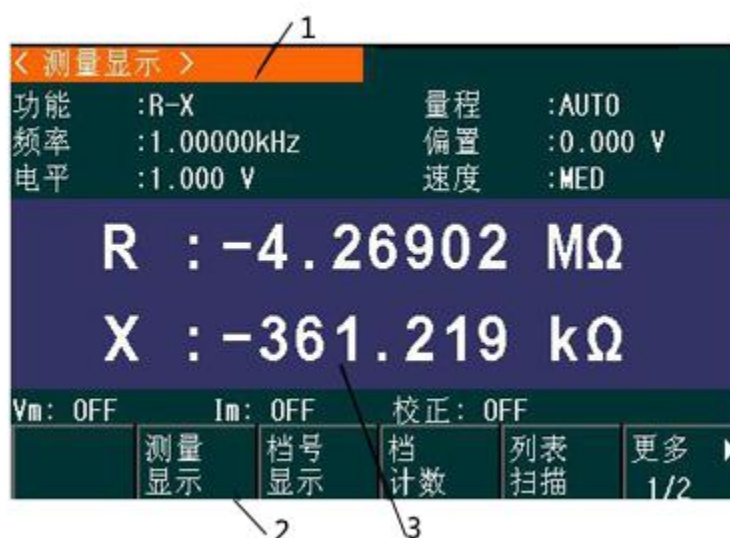 1
< 测量显示 >
功能 :R-X 量程 :AUTO
频率 :1.00000kHz 偏置 :0.000 V
电平 :1.000 V 速度 :MED
R :-4.26902 MΩ
X :-361.219 kΩ
Vm: OFF Im: OFF 校正: OFF
测量 档号 档 列表 更多
显示 显示 计数 扫描 1/2
2 3